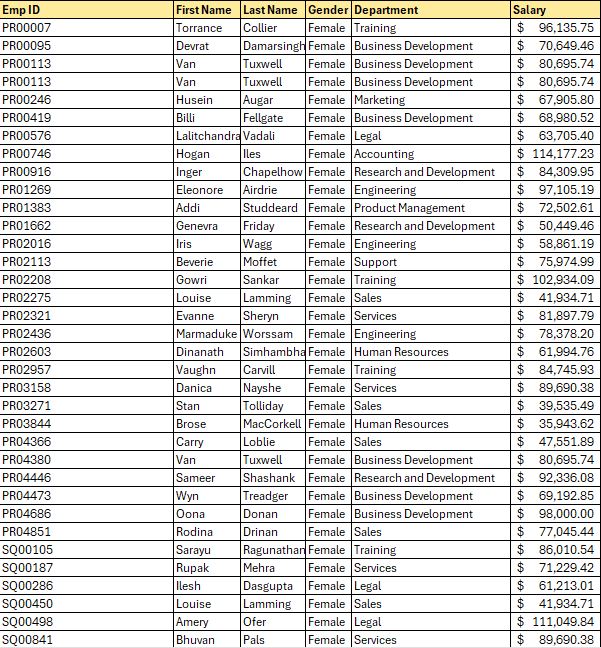 Emp ID First Name Last Name Gender Department Salary
PR00007 Torrance Collier Female Training $ 96,135.75
PR00095 Devrat Damarsingh Female Business Development $ 70,649.46
PR00113 Van Tuxwell Female Business Development $ 80,695.74
PR00113 Van Tuxwell Female Business Development $ 80,695.74
PR00246 Husein Augar Female Marketing $ 67,905.80
PR00419 Billi Fellgate Female Business Development $ 68,980.52
PR00576 Lalitchandra Vadali Female Legal $ 63,705.40
PR00746 Hogan Iles Female Accounting $ 114,177.23
PR00916 Inger Chapelhow Female Research and Development $ 84,309.95
PR01269 Eleonore Airdrie Female Engineering $ 97,105.19
PR01383 Addi Studdeard Female Product Management $ 72,502.61
PR01662 Genevra Friday Female Research and Development $ 50,449.46
PR02016 Iris Wagg Female Engineering $ 58,861.19
PR02113 Beverie Moffet Female Support $ 75,974.99
PR02208 Gowri Sankar Female Training $ 102,934.09
PR02275 Louise Lamming Female Sales $ 41,934.71
PR02321 Evanne Sheryn Female Services $ 81,897.79
PR02436 Marmaduke Worssam Female Engineering $ 78,378.20
PR02603 Dinanath Simhambha Female Human Resources $ 61,994.76
PR02957 Vaughn Carvill Female Training $ 84,745.93
PR03158 Danica Nayshe Female Services $ 89,690.38
PR03271 Stan Tolliday Female Sales $ 39,535.49
PR03844 Brose MacCorkell Female Human Resources $ 35,943.62
PR04366 Carry Loblie Female Sales $ 47,551.89
PR04380 Van Tuxwell Female Business Development $ 80,695.74
PR04446 Sameer Shashank Female Research and Development $ 92,336.08
PR04473 Wyn Treadger Female Business Development $ 69,192.85
PR04686 Oona Donan Female Business Development $ 98,000.00
PR04851 Rodina Drinan Female Sales $ 77,045.44
SQ00105 Sarayu Ragunathan Female Training $ 86,010.54
SQ00187 Rupak Mehra Female Services $ 71,229.42
SQ00286 Ilesh Dasgupta Female Legal $ 61,213.01
SQ00450 Louise Lamming Female Sales $ 41,934.71
SQ00498 Amery Ofer Female Legal $ 111,049.84
SQ00841 Bhuvan Pals Female Services $ 89,690.38